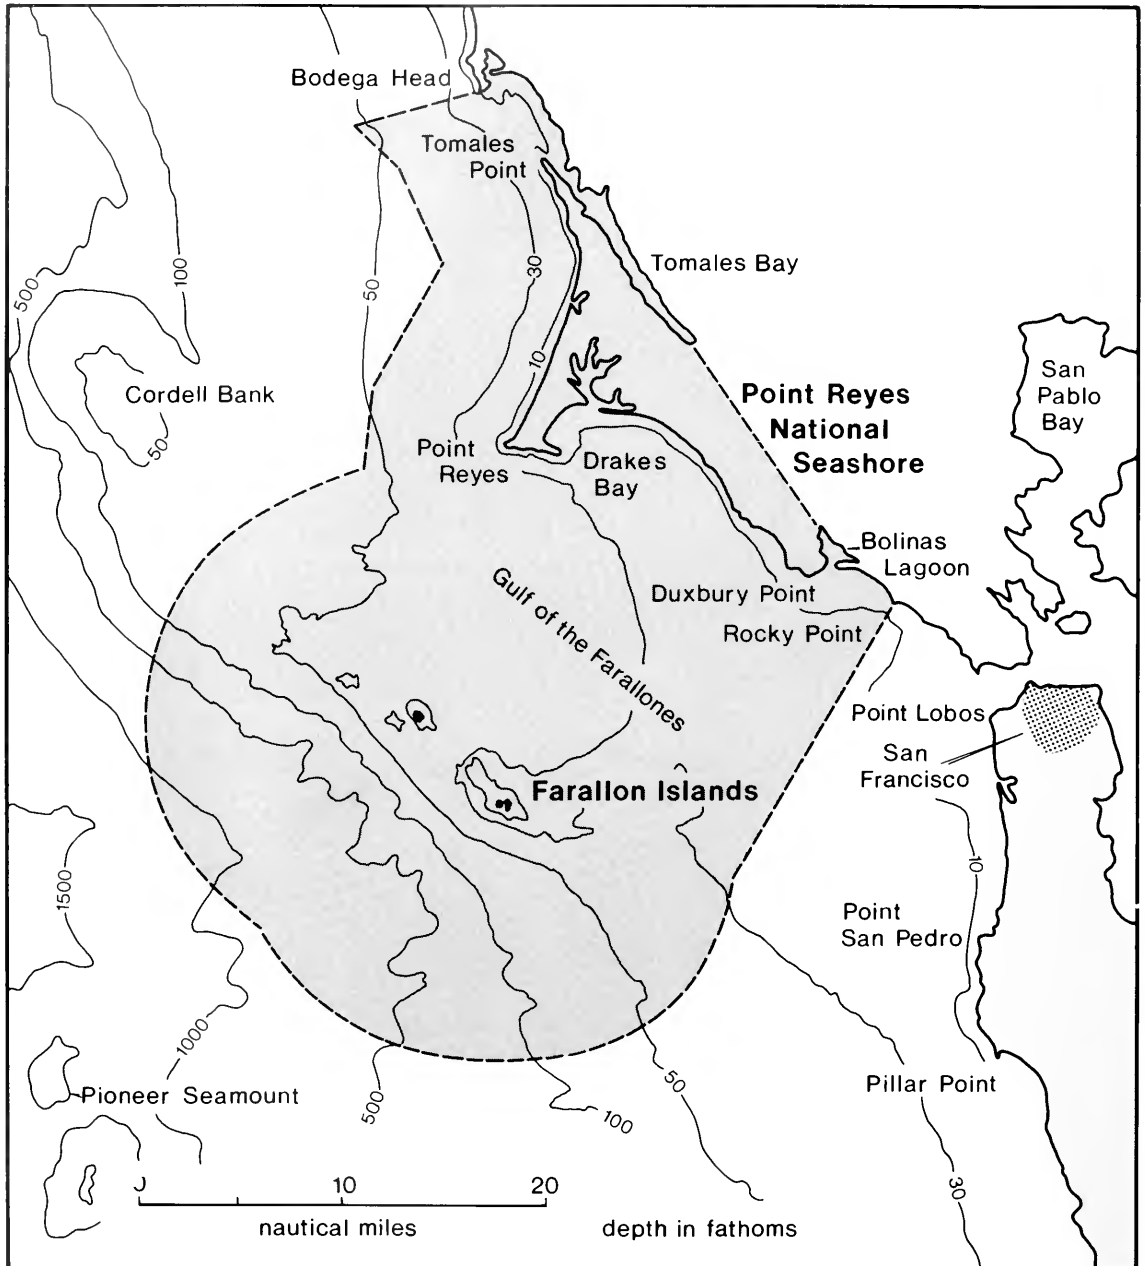 Bodega Head
Tomales
Point
Tomales Bay
500
100
50
30
10
Cordell Bank
50
Point Reyes
National
Seashore
San
Pablo
Bay
Point
Reyes
Drakes
Bay
Bolinas
Lagoon
Duxbury Point
Rocky Point
Gulf of the Farallones
Point Lobos
San
Francisco
Farallon Islands
1500
10
Point
San Pedro
1000
Pioneer Seamount
500
100
50
Pillar Point
30
10
20
nautical miles
depth in fathoms